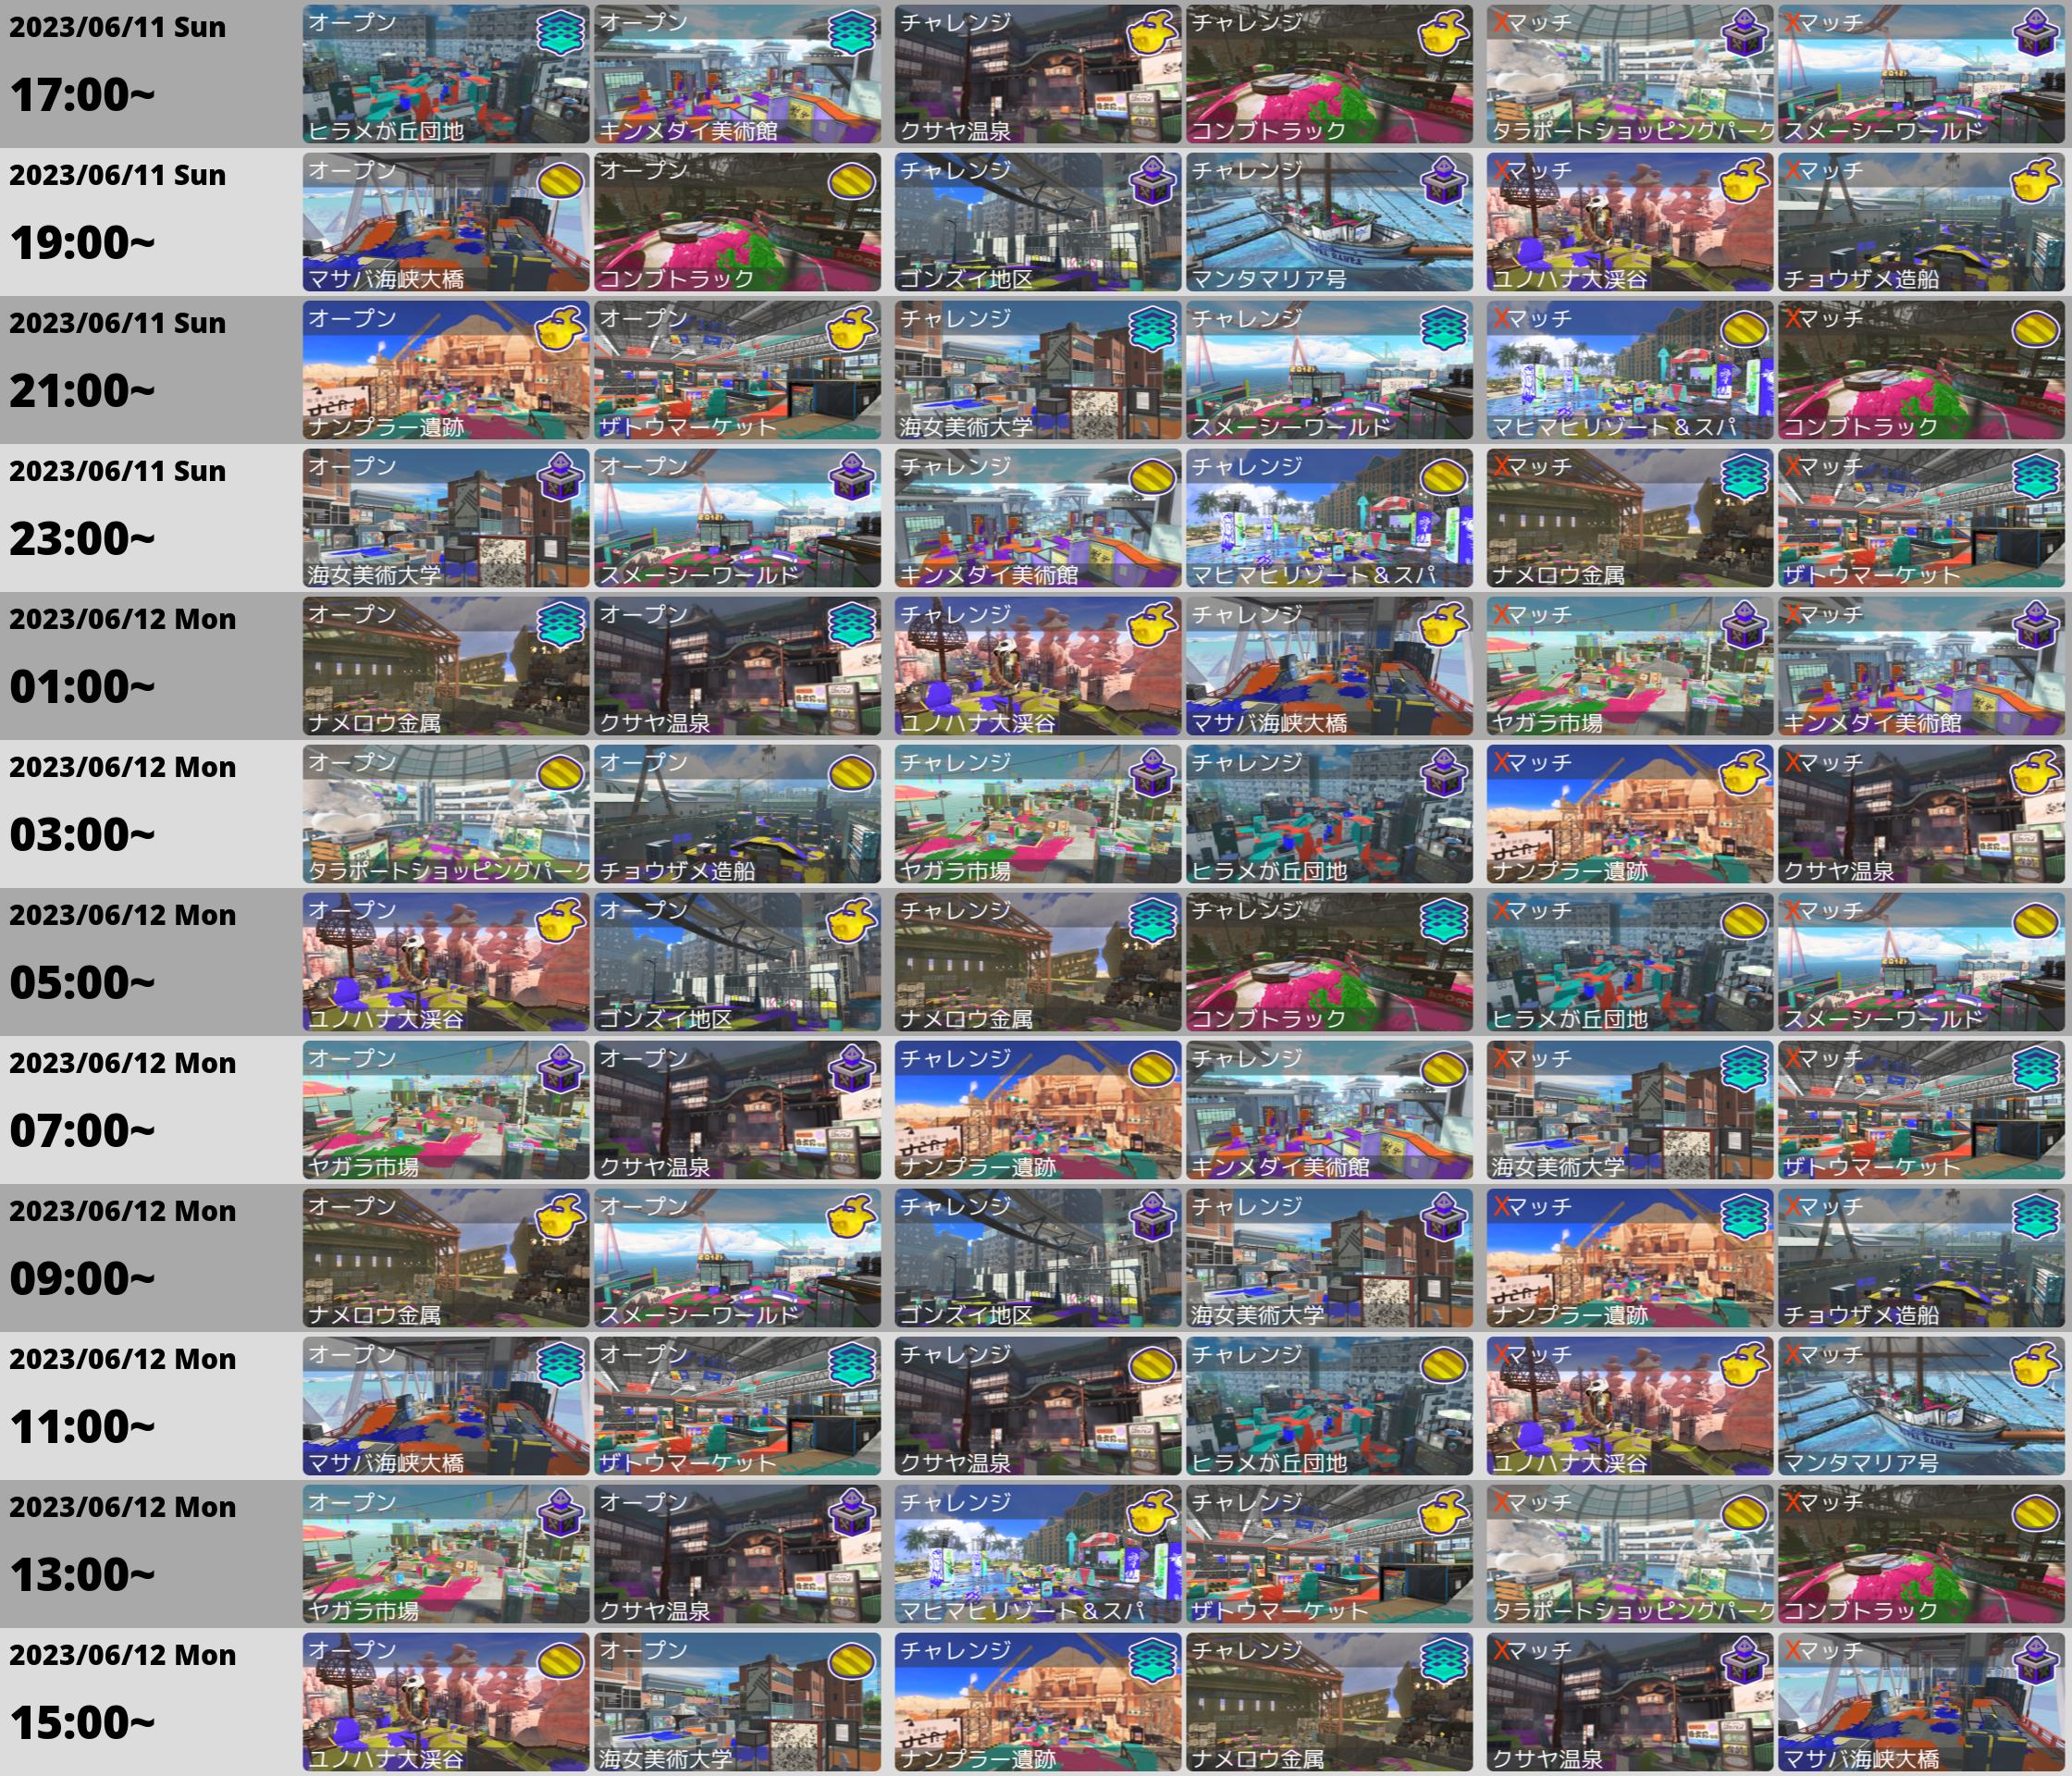 2023/06/11 Sun
17:00~
オープン オープン チャレンジ チャレンジ Xマッチ Xマッチ
ヒラメが丘団地 キンメダイ美術館 クサヤ温泉 コンブトラック タラポートショッピングパーク スメーシーワールド
2023/06/11 Sun
19:00~
オープン オープン チャレンジ チャレンジ Xマッチ Xマッチ
マサバ海峡大橋 コンブトラック ゴンズイ地区 マンタマリア号 ユノハナ大渓谷 チョウザメ造船
2023/06/11 Sun
21:00~
オープン オープン チャレンジ チャレンジ Xマッチ Xマッチ
ナンプラー遺跡 ザトウマーケット 海女美術大学 スメーシーワールド マヒマヒリゾート＆スパ コンブトラック
2023/06/11 Sun
23:00~
オープン オープン チャレンジ チャレンジ Xマッチ Xマッチ
海女美術大学 スメーシーワールド キンメダイ美術館 マヒマヒリゾート＆スパ ナメロウ金属 ザトウマーケット
2023/06/12 Mon
01:00~
オープン オープン チャレンジ チャレンジ Xマッチ Xマッチ
ナメロウ金属 クサヤ温泉 ユノハナ大渓谷 マサバ海峡大橋 ヤガラ市場 キンメダイ美術館
2023/06/12 Mon
03:00~
オープン オープン チャレンジ チャレンジ Xマッチ Xマッチ
タラポートショッピングパーク チョウザメ造船 ヤガラ市場 ヒラメが丘団地 ナンプラー遺跡 クサヤ温泉
2023/06/12 Mon
05:00~
オープン オープン チャレンジ チャレンジ Xマッチ Xマッチ
ユノハナ大渓谷 ゴンズイ地区 ナメロウ金属 コンブトラック ヒラメが丘団地 スメーシーワールド
2023/06/12 Mon
07:00~
オープン オープン チャレンジ チャレンジ Xマッチ Xマッチ
ヤガラ市場 クサヤ温泉 ナンプラー遺跡 キンメダイ美術館 海女美術大学 ザトウマーケット
2023/06/12 Mon
09:00~
オープン オープン チャレンジ チャレンジ Xマッチ Xマッチ
ナメロウ金属 スメーシーワールド ゴンズイ地区 海女美術大学 ナンプラー遺跡 チョウザメ造船
2023/06/12 Mon
11:00~
オープン オープン チャレンジ チャレンジ Xマッチ Xマッチ
マサバ海峡大橋 ザトウマーケット クサヤ温泉 ヒラメが丘団地 ユノハナ大渓谷 マンタマリア号
2023/06/12 Mon
13:00~
オープン オープン チャレンジ チャレンジ Xマッチ Xマッチ
ヤガラ市場 クサヤ温泉 マヒマヒリゾート＆スパ ザトウマーケット タラポートショッピングパーク コンブトラック
2023/06/12 Mon
15:00~
オープン オープン チャレンジ チャレンジ Xマッチ Xマッチ
ユノハナ大渓谷 海女美術大学 ナンプラー遺跡 ナメロウ金属 クサヤ温泉 マサバ海峡大橋